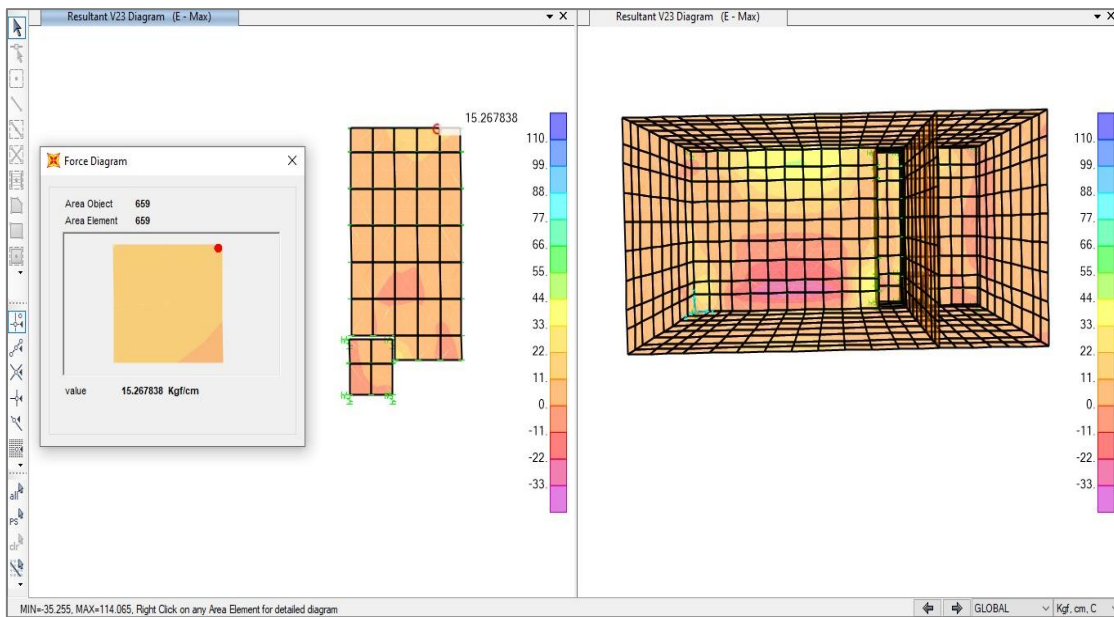 Resultant V23 Diagram (E - Max)
Resultant V23 Diagram (E - Max)
15.267838
110.
99.
88.
77.
66.
55.
44.
33.
22.
11.
0.
-11.
-22.
-33.
Force Diagram
Area Object 659
Area Element 659
value 15.267838 Kgf/cm
110.
99.
88.
77.
66.
55.
44.
33.
22.
11.
0.
-11.
-22.
-33.
all
PS
clr
MIN=-35.255, MAX=114.065, Right Click on any Area Element for detailed diagram
GLOBAL
Kgf, cm, C